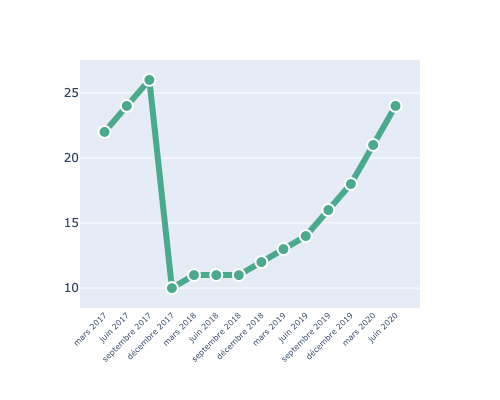 25
20
15
10
mars 2017
juin 2017
septembre 2017
décembre 2017
mars 2018
juin 2018
septembre 2018
décembre 2018
mars 2019
juin 2019
septembre 2019
décembre 2019
mars 2020
juin 2020